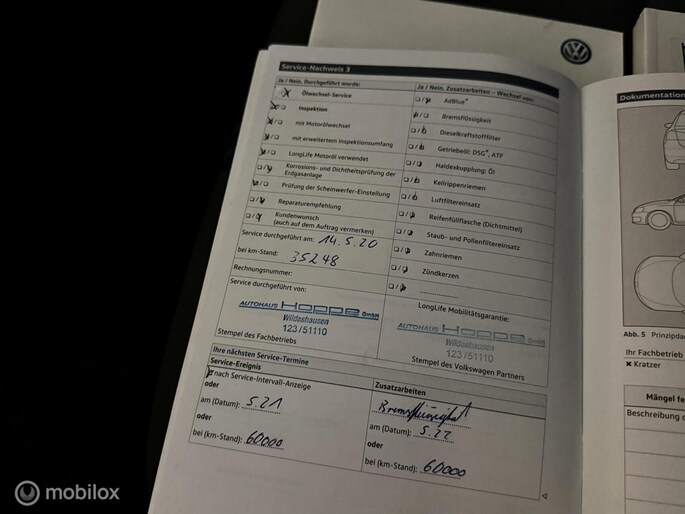 Service-Nachweis 3
Ja / Nein, Durchgeführt wurde:
Ölwechsel-Service
Inspektion
mit Motorölwechsel
mit erweitertem Inspektionsumfang
LongLife Motoröl verwendet
Korrosions- und Dichtheitsprüfung der
Erdgasanlage
Prüfung der Scheinwerfer-Einstellung
Reparaturempfehlung
Kundenwunsch
(auch auf dem Auftrag vermerken)
Service durchgeführt am: 14.5.20
bei km-Stand: 35248
Rechnungsnummer:
Service durchgeführt von:
AUTOHAUS HOPPE GmbH
Wildeshausen
123/51110
Stempel des Fachbetriebs
Ja / Nein, Zusatzarbeiten – Wechsel von:
AdBlue®
Bremsflüssigkeit
Dieselkraftstofffilter
Getriebeöl: DSG®, ATF
Haldexkupplung: Öl
Keilrippenriemen
Luftfiltereinsatz
Reifenfüllflasche (Dichtmittel)
Staub- und Pollenfiltereinsatz
Zahnriemen
Zündkerzen
LongLife Mobilitätsgarantie:
AUTOHAUS HOPPE GmbH
Wildeshausen
123/51110
Stempel des Volkswagen Partners
Ihre nächsten Service-Termine
Service-Ereignis
nach Service-Intervall-Anzeige
oder
am (Datum): 5.21
oder
bei (km-Stand): 60000
Zusatzarbeiten
Bremsflüssigkeit
am (Datum): 5.22
oder
bei (km-Stand): 60000
Dokumentation
Abb. 5 Prinzipda
Ihr Fachbetrieb
Kratzer
Mängel fe
Beschreibung
mobilox